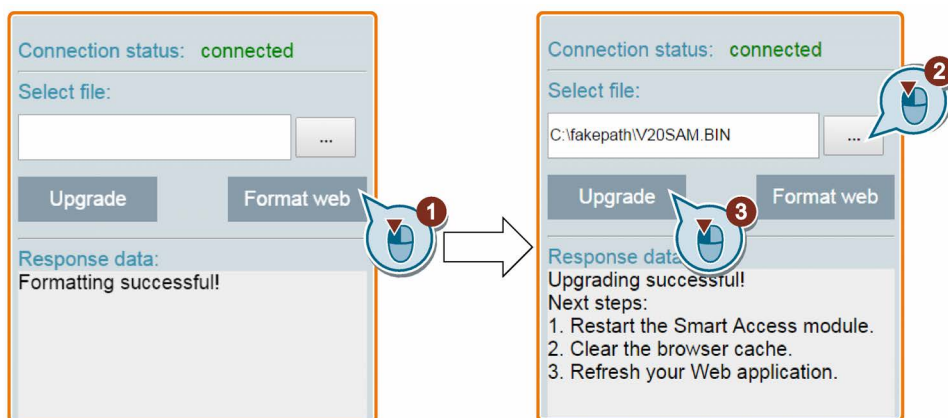 Connection status: connected
Select file:
...
Upgrade
Format web
1
Response data:
Formatting successful!
Connection status: connected
Select file:
2
C:\fakepath\V20SAM.BIN
...
Upgrade
Format web
3
Response data:
Upgrading successful!
Next steps:
1. Restart the Smart Access module.
2. Clear the browser cache.
3. Refresh your Web application.